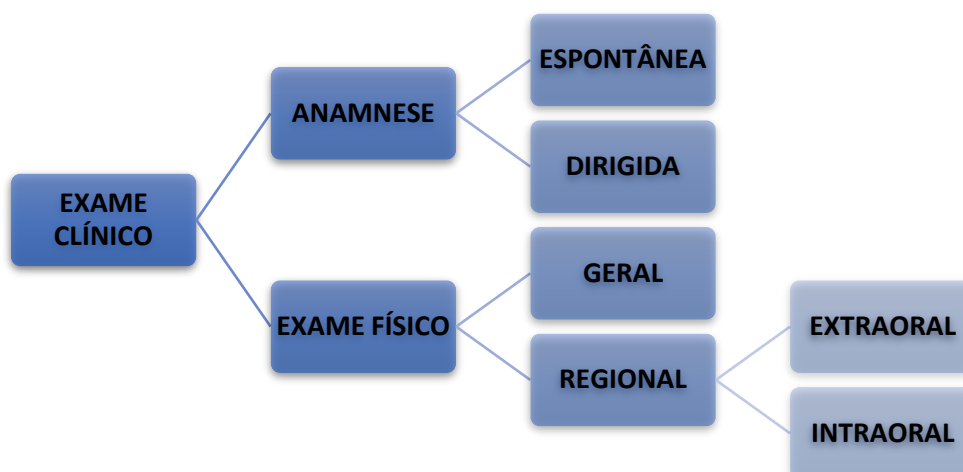 EXAME
CLÍNICO
ANAMNESE
ESPONTÂNEA
DIRIGIDA
EXAME FÍSICO
GERAL
REGIONAL
EXTRAORAL
INTRAORAL